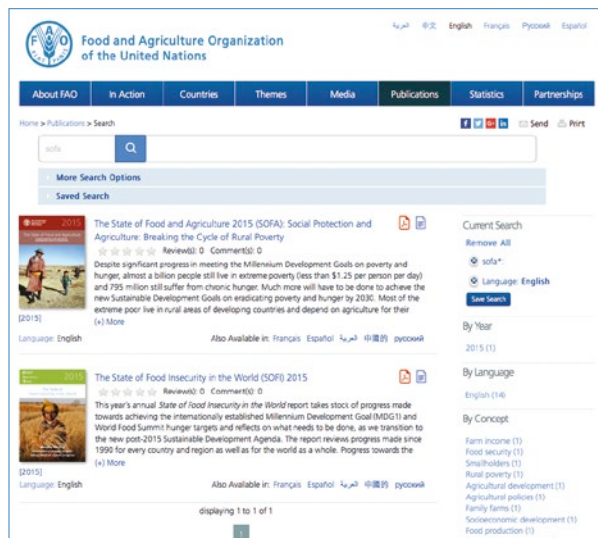 العربية 中文 English Français Русский Español
Food and Agriculture Organization
of the United Nations
About FAO In Action Countries Themes Media Publications Statistics Partnerships
Home > Publications > Search
Send Print
sofa
More Search Options
Saved Search
2015
The State of Food and Agriculture 2015 (SOFA): Social Protection and
Agriculture: Breaking the Cycle of Rural Poverty
Review(s): 0 Comment(s): 0
Despite significant progress in meeting the Millennium Development Goals on poverty and
hunger, almost a billion people still live in extreme poverty (less than $1.25 per person per day)
and 795 million still suffer from chronic hunger. Much more will have to be done to achieve the
new Sustainable Development Goals on eradicating poverty and hunger by 2030. Most of the
extreme poor live in rural areas of developing countries and depend on agriculture for their
(+) More
[2015]
Language: English
Also Available in: Français Español العربية 中國的 русский
2015
The State of Food Insecurity in the World (SOFI) 2015
Review(s): 0 Comment(s): 0
This year's annual State of Food Insecurity in the World report takes stock of progress made
towards achieving the internationally established Millennium Development Goal (MDG1) and
World Food Summit hunger targets and reflects on what needs to be done, as we transition to
the new post-2015 Sustainable Development Agenda. The report reviews progress made since
1990 for every country and region as well as for the world as a whole. Progress towards the
(+) More
[2015]
Language: English
Also Available in: Français Español العربية 中國的 русский
displaying 1 to 1 of 1
1
Current Search
Remove All
sofa*:
Language: English
Save Search
By Year
2015 (1)
By Language
English (14)
By Concept
Farm income (1)
Food security (1)
Smallholders (1)
Rural poverty (1)
Agricultural development (1)
Agricultural policies (1)
Family farms (1)
Socioeconomic development (1)
Food production (1)